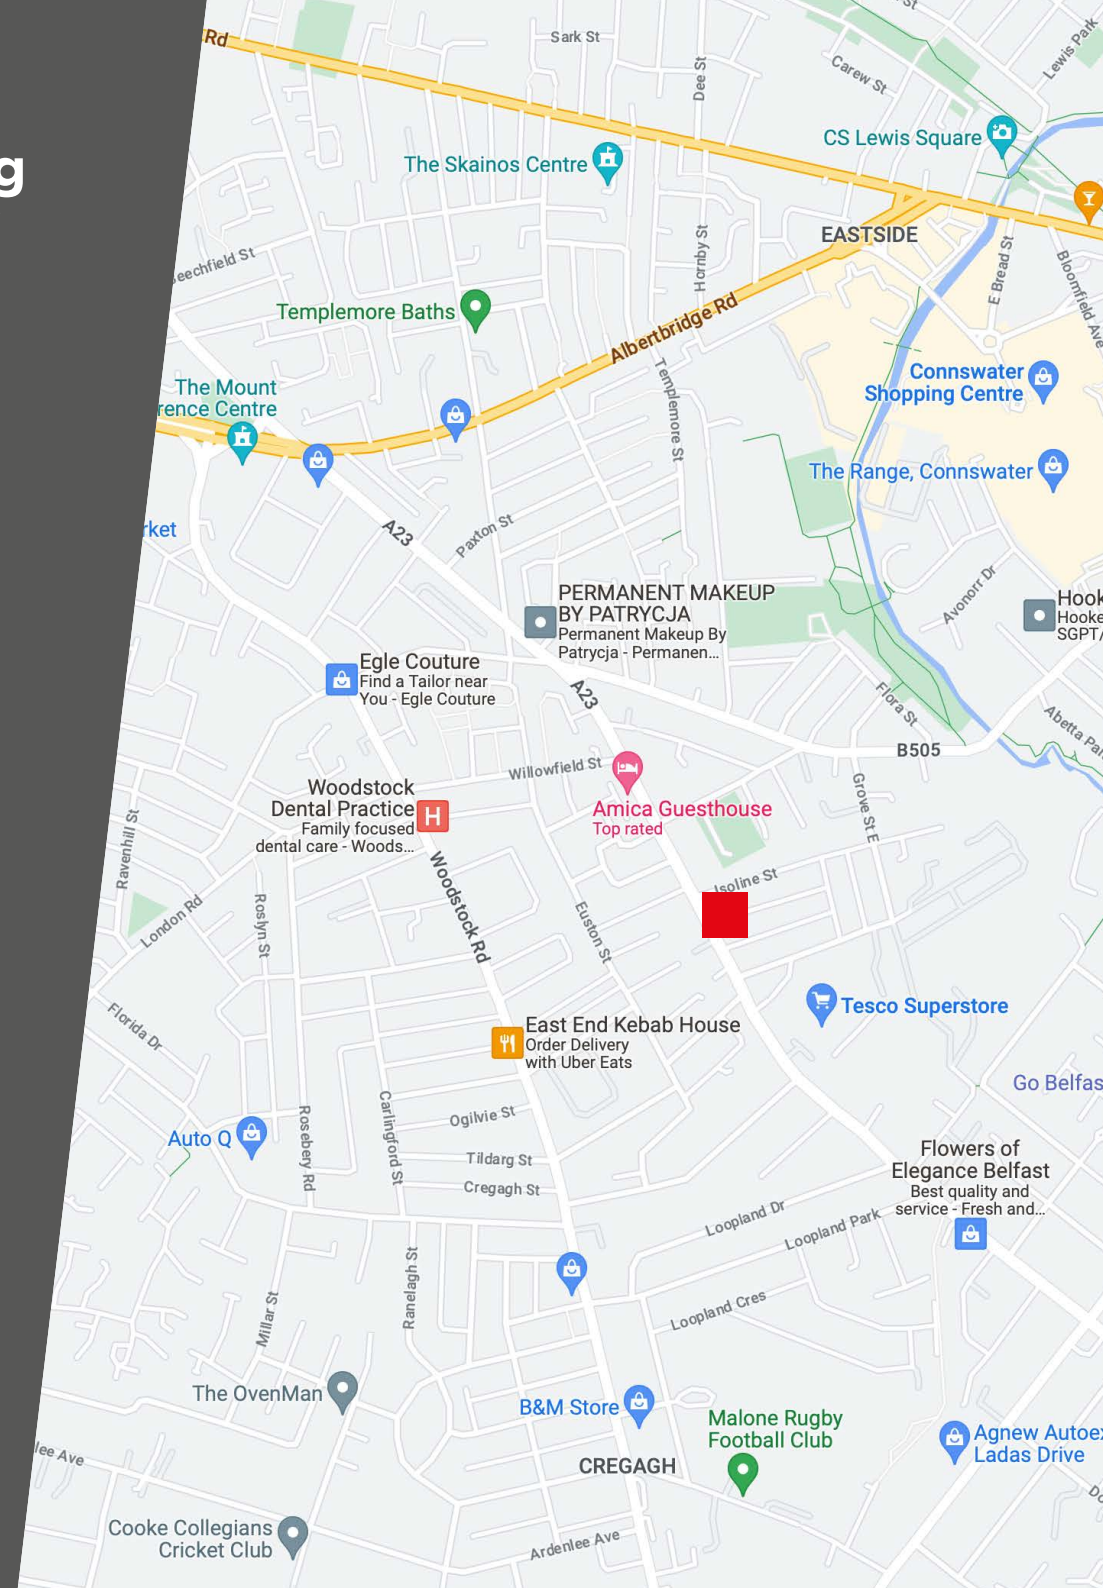 g
Rd
Sark St
Dee St
Carew St
St
Lewis Park
CS Lewis Square
The Skainos Centre
EASTSIDE
Hornby St
E Bread St
Bloomfield Ave
eechfield St
Templemore Baths
Albertbridge Rd
Templemore St
Connswater
Shopping Centre
The Mount
rence Centre
The Range, Connswater
rket
A23
Paxton St
Avonorr Dr
PERMANENT MAKEUP
BY PATRYCJA
Permanent Makeup By
Patrycja - Permanen...
Hook
Hooke
SGPT/
Egle Couture
Find a Tailor near
You - Egle Couture
A23
Flora St
Abetta Par
B505
Willowfield St
Woodstock
Dental Practice
Family focused
dental care - Woods...
H
Amica Guesthouse
Top rated
Grove St E
Ravenhill St
Woodstock Rd
Isoline St
London Rd
Roslyn St
Euston St
Tesco Superstore
Florida Dr
East End Kebab House
Order Delivery
with Uber Eats
Go Belfas
Auto Q
Rosebery Rd
Carlingford St
Ogilvie St
Tildarg St
Cregagh St
Flowers of
Elegance Belfast
Best quality and
service - Fresh and...
Loopland Dr
Loopland Park
Ranelagh St
Millar St
Loopland Cres
The OvenMan
B&M Store
Malone Rugby
Football Club
Agnew Autoex
Ladas Drive
lee Ave
CREGAGH
Do
Cooke Collegians
Cricket Club
Ardenlee Ave